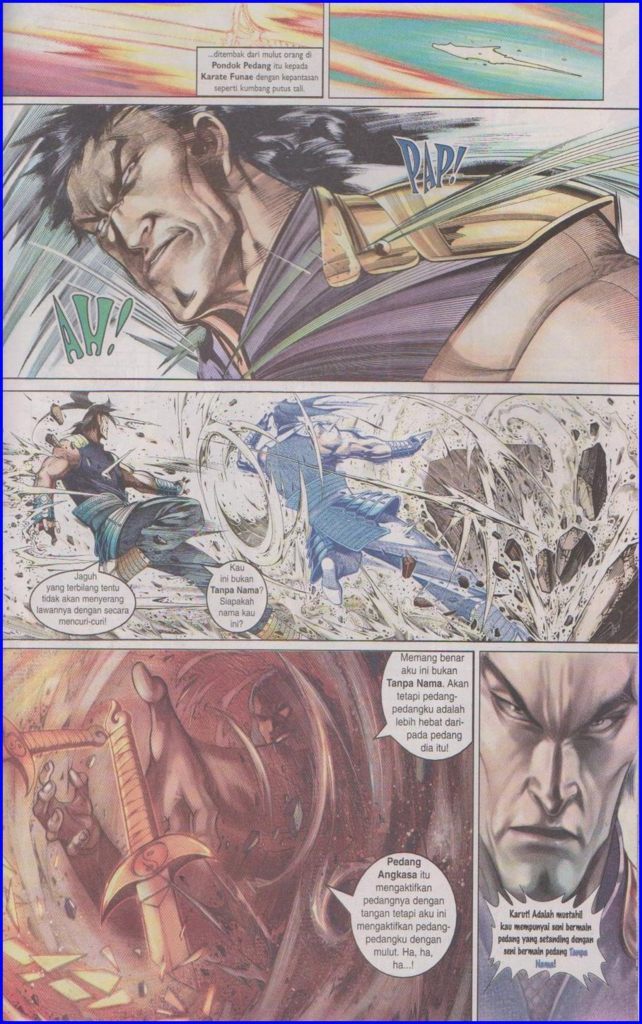 ...ditembak dari mulut orang di
Pondok Pedang itu kepada
Karate Funae dengan kepantasan
seperti kumbang putus tali.
PAP!
AH!
Jaguh
yang terbilang tentu
tidak akan menyerang
lawannya dengan secara
mencuri-curi!
Kau
ini bukan
Tanpa Nama?
Siapakah
nama kau
ini?
Memang benar
aku ini bukan
Tanpa Nama. Akan
tetapi pedang-
pedangku adalah
lebih hebat dari-
pada pedang
dia itu!
Pedang
Angkasa itu
mengaktifkan
pedangnya dengan
tangan tetapi aku ini
mengaktifkan pedang-
pedangku dengan
mulut. Ha, ha,
ha...!
Karut! Adalah mustahil
kau mempunyai seni bermain
pedang yang setanding dengan
seni bermain pedang Tanpa
Nama!